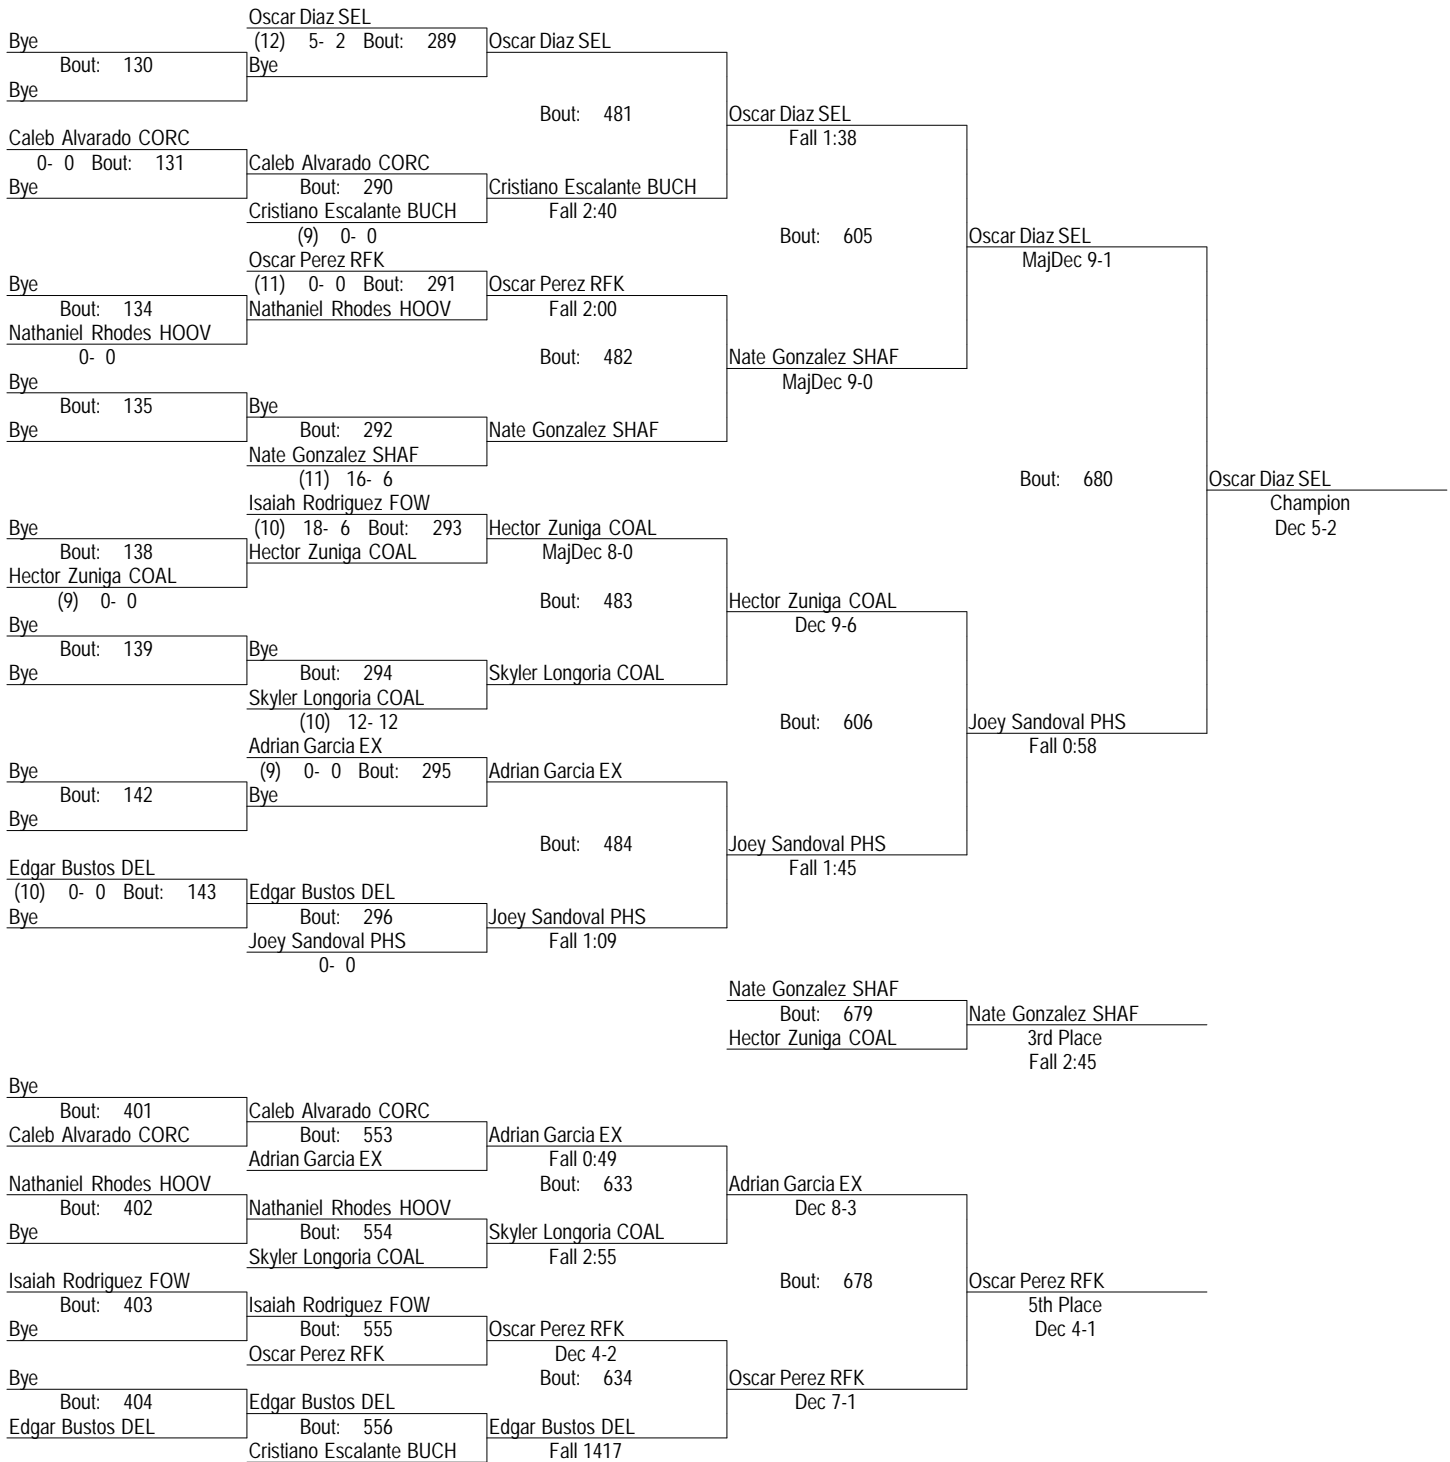 Oscar Diaz SEL
Bye
(12) 5- 2 Bout: 289
Oscar Diaz SEL
Bout: 130
Bye
Bye
Bout: 481
Oscar Diaz SEL
Caleb Alvarado CORC
Fall 1:38
0- 0 Bout: 131
Caleb Alvarado CORC
Bye
Bout: 290
Cristiano Escalante BUCH
Cristiano Escalante BUCH
Fall 2:40
(9) 0- 0
Bout: 605
Oscar Diaz SEL
Oscar Perez RFK
MajDec 9-1
Bye
(11) 0- 0 Bout: 291
Oscar Perez RFK
Bout: 134
Nathaniel Rhodes HOOV
Fall 2:00
Nathaniel Rhodes HOOV
0- 0
Bout: 482
Nate Gonzalez SHAF
Bye
MajDec 9-0
Bout: 135
Bye
Bye
Bout: 292
Nate Gonzalez SHAF
Nate Gonzalez SHAF
(11) 16- 6
Bout: 680
Oscar Diaz SEL
Isaiah Rodriguez FOW
Champion
Bye
(10) 18- 6 Bout: 293
Hector Zuniga COAL
Dec 5-2
Bout: 138
Hector Zuniga COAL
MajDec 8-0
Hector Zuniga COAL
(9) 0- 0
Bout: 483
Hector Zuniga COAL
Bye
Dec 9-6
Bout: 139
Bye
Bye
Bout: 294
Skyler Longoria COAL
Skyler Longoria COAL
(10) 12- 12
Bout: 606
Joey Sandoval PHS
Adrian Garcia EX
Fall 0:58
Bye
(9) 0- 0 Bout: 295
Adrian Garcia EX
Bout: 142
Bye
Bye
Bout: 484
Joey Sandoval PHS
Edgar Bustos DEL
Fall 1:45
(10) 0- 0 Bout: 143
Edgar Bustos DEL
Bye
Bout: 296
Joey Sandoval PHS
Joey Sandoval PHS
Fall 1:09
0- 0
Nate Gonzalez SHAF
Bout: 679
Nate Gonzalez SHAF
Hector Zuniga COAL
3rd Place
Fall 2:45
Bye
Bout: 401
Caleb Alvarado CORC
Caleb Alvarado CORC
Bout: 553
Adrian Garcia EX
Adrian Garcia EX
Fall 0:49
Nathaniel Rhodes HOOV
Bout: 633
Adrian Garcia EX
Bout: 402
Nathaniel Rhodes HOOV
Dec 8-3
Bye
Bout: 554
Skyler Longoria COAL
Skyler Longoria COAL
Fall 2:55
Isaiah Rodriguez FOW
Bout: 678
Oscar Perez RFK
Bout: 403
Isaiah Rodriguez FOW
5th Place
Bye
Bout: 555
Oscar Perez RFK
Dec 4-1
Oscar Perez RFK
Dec 4-2
Bye
Bout: 634
Oscar Perez RFK
Bout: 404
Edgar Bustos DEL
Dec 7-1
Edgar Bustos DEL
Bout: 556
Edgar Bustos DEL
Cristiano Escalante BUCH
Fall 1417